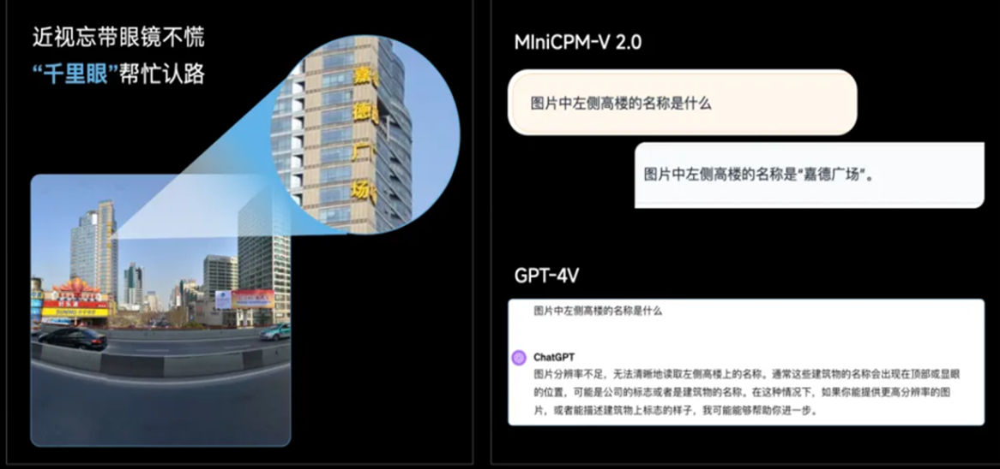 近视忘带眼镜不慌
“千里眼”帮忙认路
嘉德广场
MIniCPM-V 2.0
图片中左侧高楼的名称是什么
图片中左侧高楼的名称是“嘉德广场”。
GPT-4V
图片中左侧高楼的名称是什么
ChatGPT
图片分辨率不足，无法清晰地读取左侧高楼上的名称。通常这些建筑物的名称会出现在顶部或显眼
的位置，可能是公司的标志或者是建筑物的名称。在这种情况下，如果你能提供更高分辨率的图
片，或者能描述建筑物上标志的样子，我可能能够帮助你进一步。